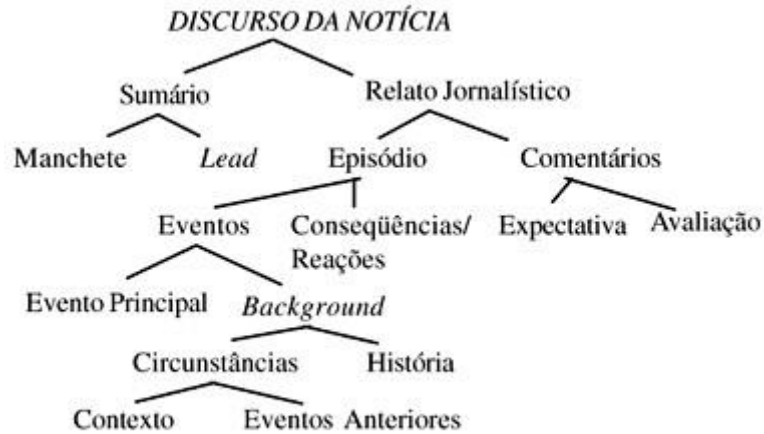 DISCURSO DA NOTÍCIA
Sumário Relato Jornalístico
Manchete Lead Episódio Comentários
Eventos Conseqüências/ Expectativa Avaliação
Reações
Evento Principal Background
Circunstâncias História
Contexto Eventos Anteriores